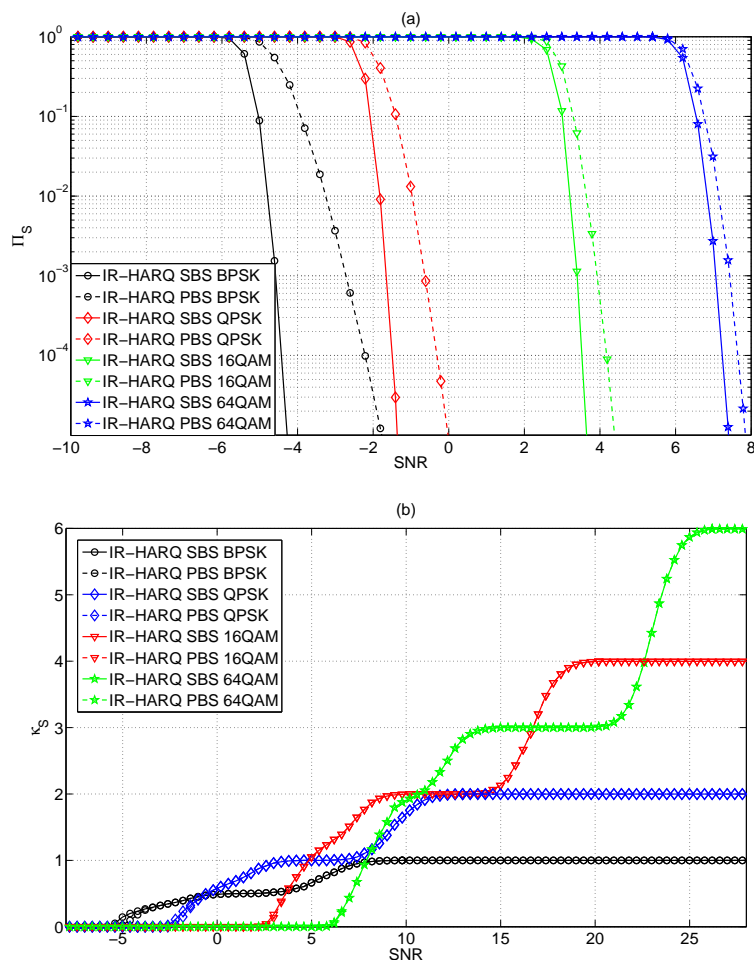 (a)
10^0
10^-1
10^-2
10^-3
10^-4
Π_S
IR−HARQ SBS BPSK
IR−HARQ PBS BPSK
IR−HARQ SBS QPSK
IR−HARQ PBS QPSK
IR−HARQ SBS 16QAM
IR−HARQ PBS 16QAM
IR−HARQ SBS 64QAM
IR−HARQ PBS 64QAM
−10 −8 −6 −4 −2 0 2 4 6 8
SNR
(b)
6
5
4
3
2
1
0
κ_S
IR−HARQ SBS BPSK
IR−HARQ PBS BPSK
IR−HARQ SBS QPSK
IR−HARQ PBS QPSK
IR−HARQ SBS 16QAM
IR−HARQ PBS 16QAM
IR−HARQ SBS 64QAM
IR−HARQ PBS 64QAM
−5 0 5 10 15 20 25
SNR